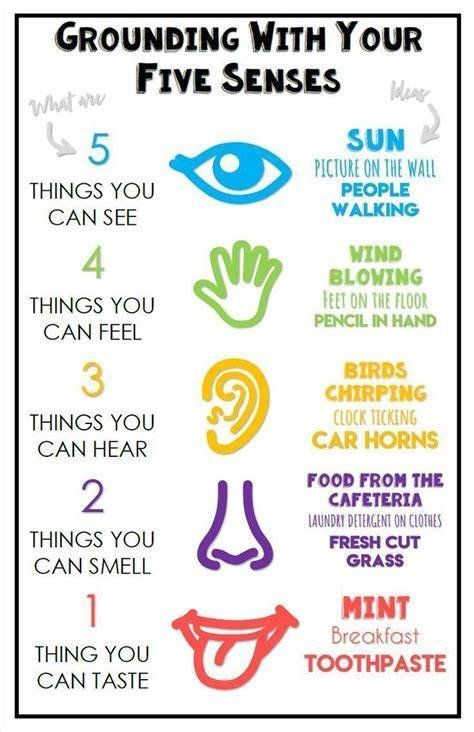 GROUNDING WITH YOUR
FIVE SENSES
What are
Ideas
5
THINGS YOU
CAN SEE
SUN
PICTURE ON THE WALL
PEOPLE
WALKING
4
THINGS YOU
CAN FEEL
WIND
BLOWING
FEET ON THE FLOOR
PENCIL IN HAND
3
THINGS YOU
CAN HEAR
BIRDS
CHIRPING
CLOCK TICKING
CAR HORNS
2
THINGS YOU
CAN SMELL
FOOD FROM THE
CAFETERIA
LAUNDRY DETERGENT ON CLOTHES
FRESH CUT
GRASS
1
THING YOU
CAN TASTE
MINT
Breakfast
TOOTHPASTE